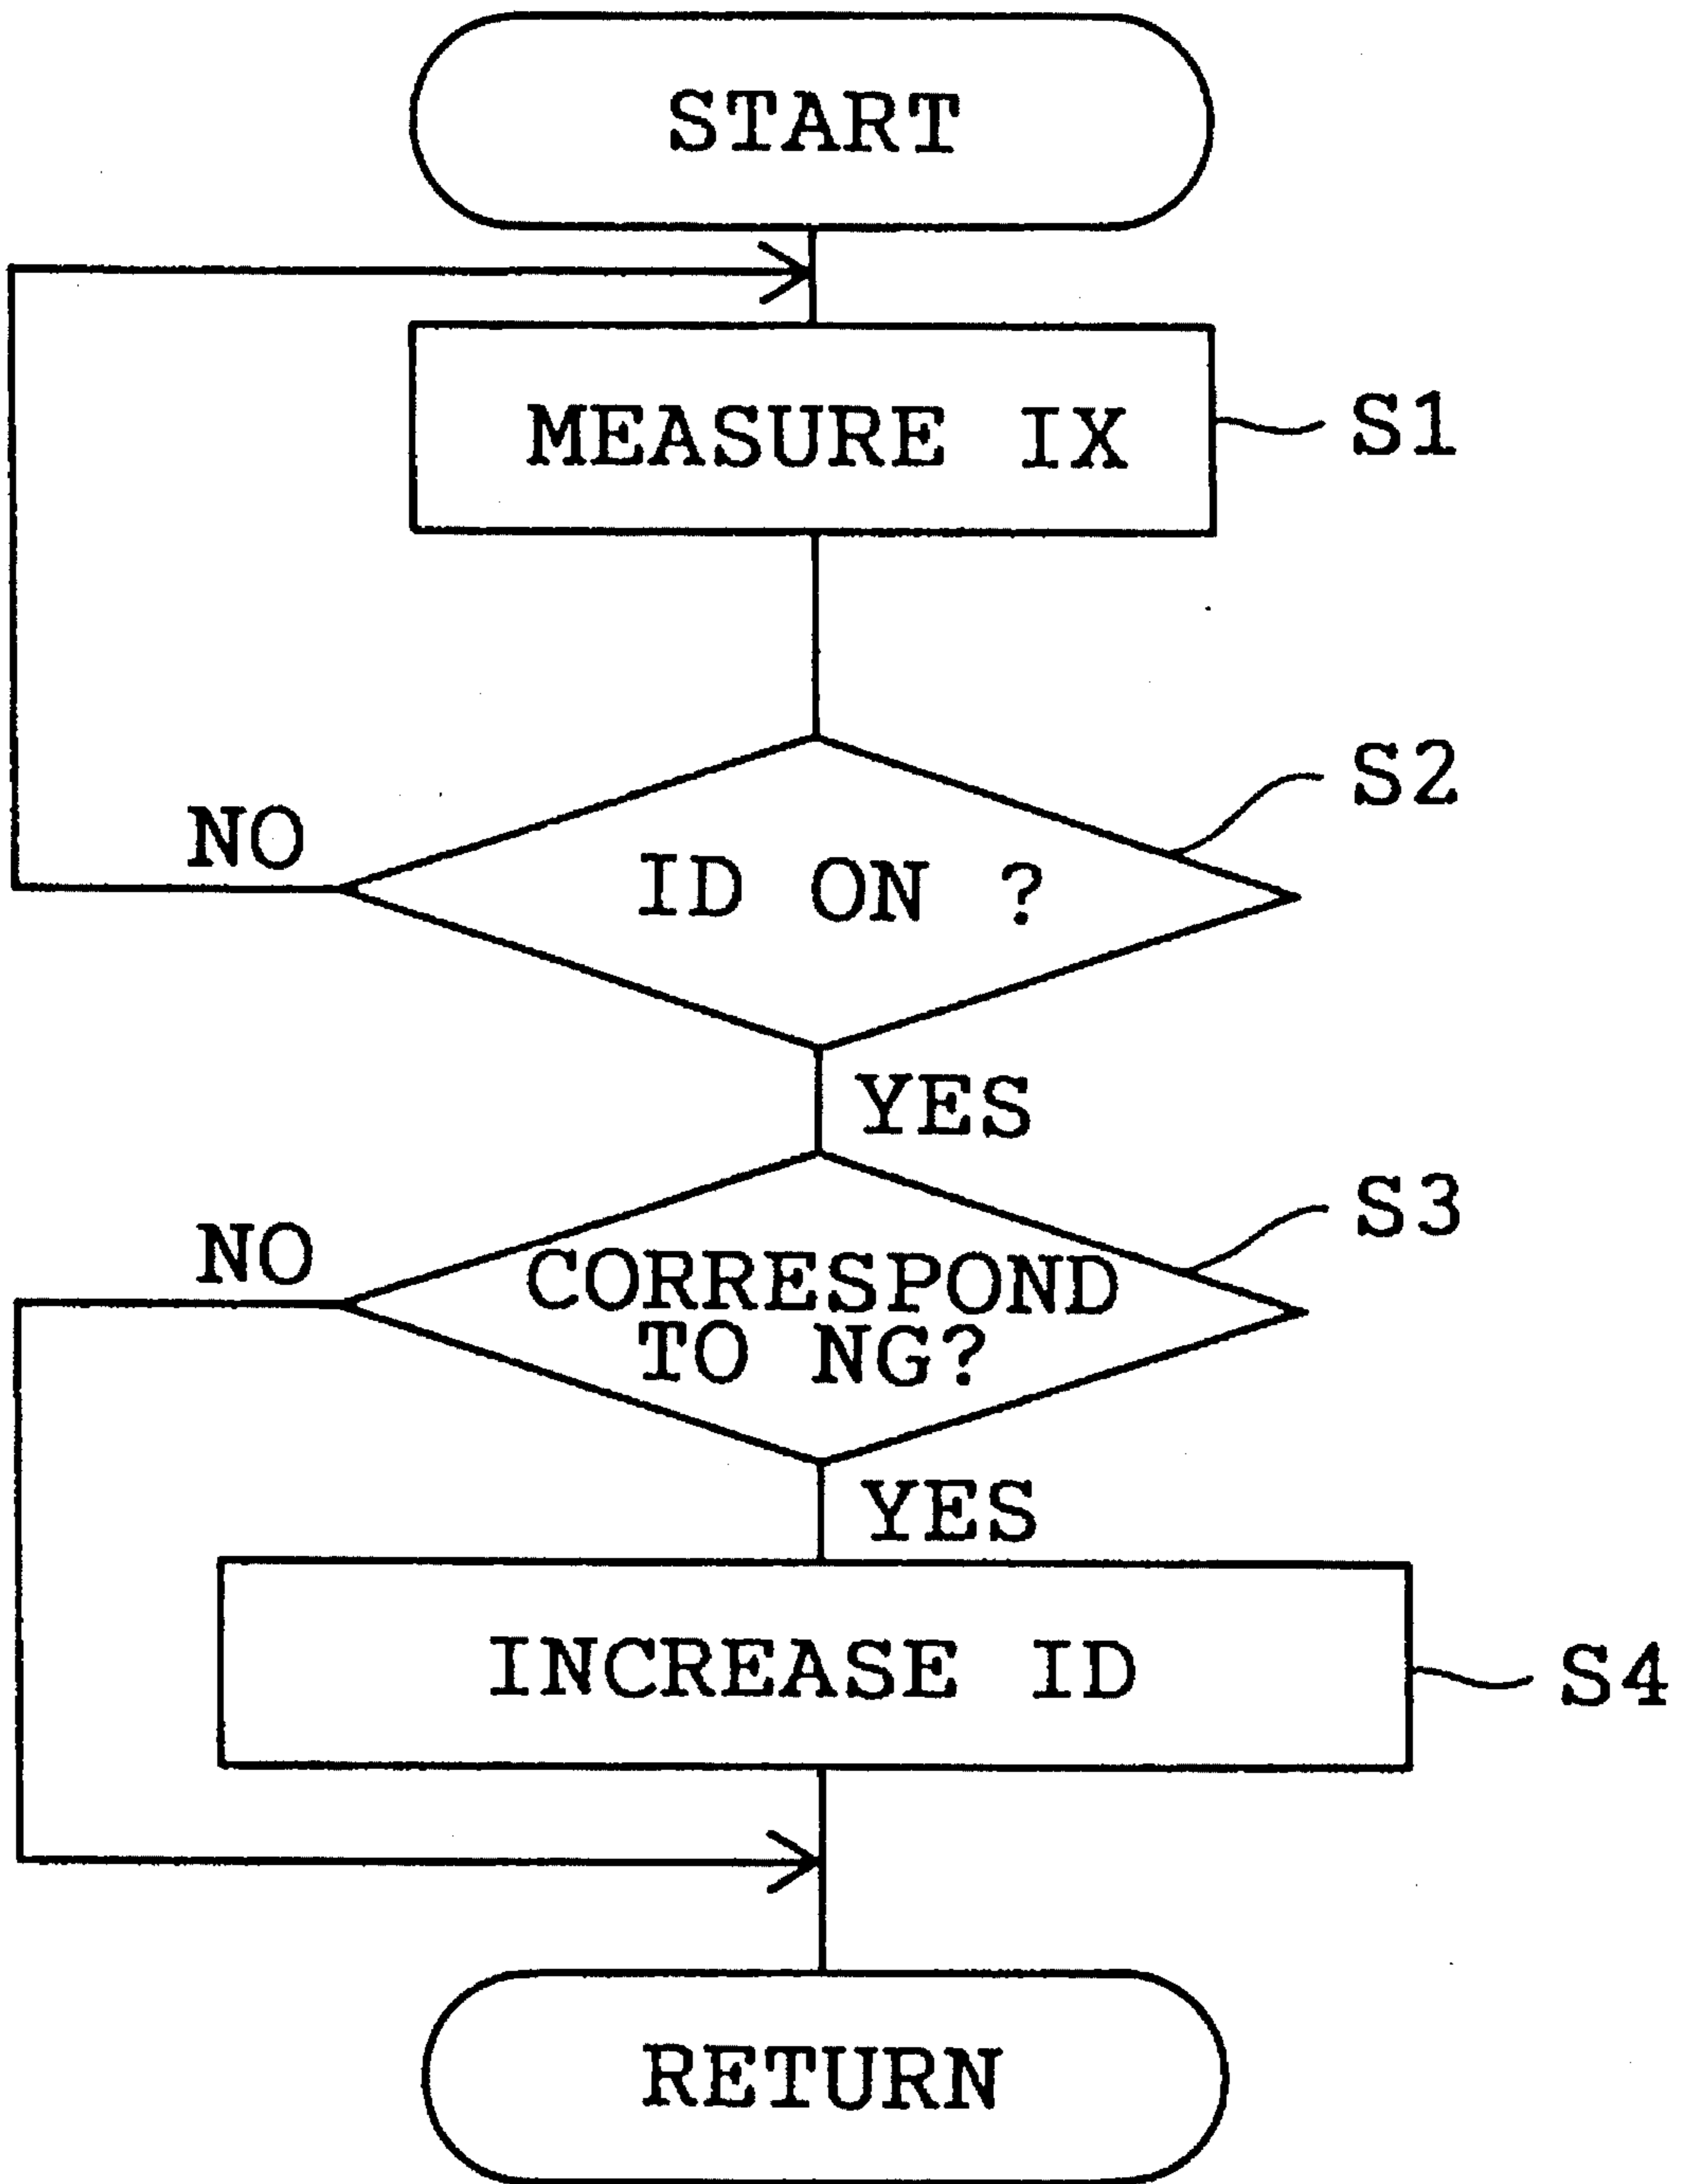 START
MEASURE IX
S1
S2
NO
ID ON ?
YES
S3
NO
CORRESPOND
TO NG?
YES
INCREASE ID
S4
RETURN